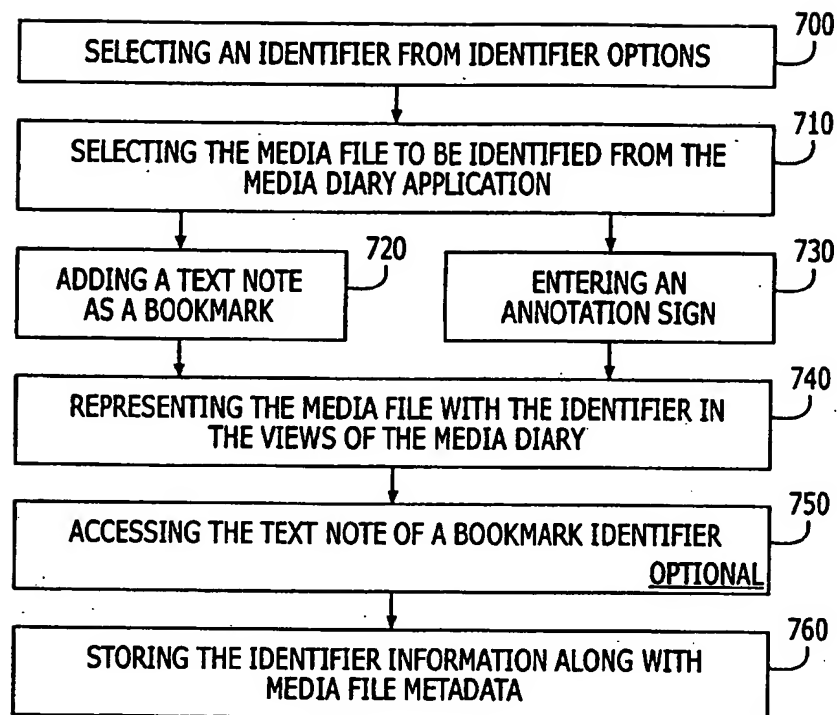 700
SELECTING AN IDENTIFIER FROM IDENTIFIER OPTIONS
710
SELECTING THE MEDIA FILE TO BE IDENTIFIED FROM THE
MEDIA DIARY APPLICATION
720
ADDING A TEXT NOTE
AS A BOOKMARK
730
ENTERING AN
ANNOTATION SIGN
740
REPRESENTING THE MEDIA FILE WITH THE IDENTIFIER IN
THE VIEWS OF THE MEDIA DIARY
750
ACCESSING THE TEXT NOTE OF A BOOKMARK IDENTIFIER
OPTIONAL
760
STORING THE IDENTIFIER INFORMATION ALONG WITH
MEDIA FILE METADATA